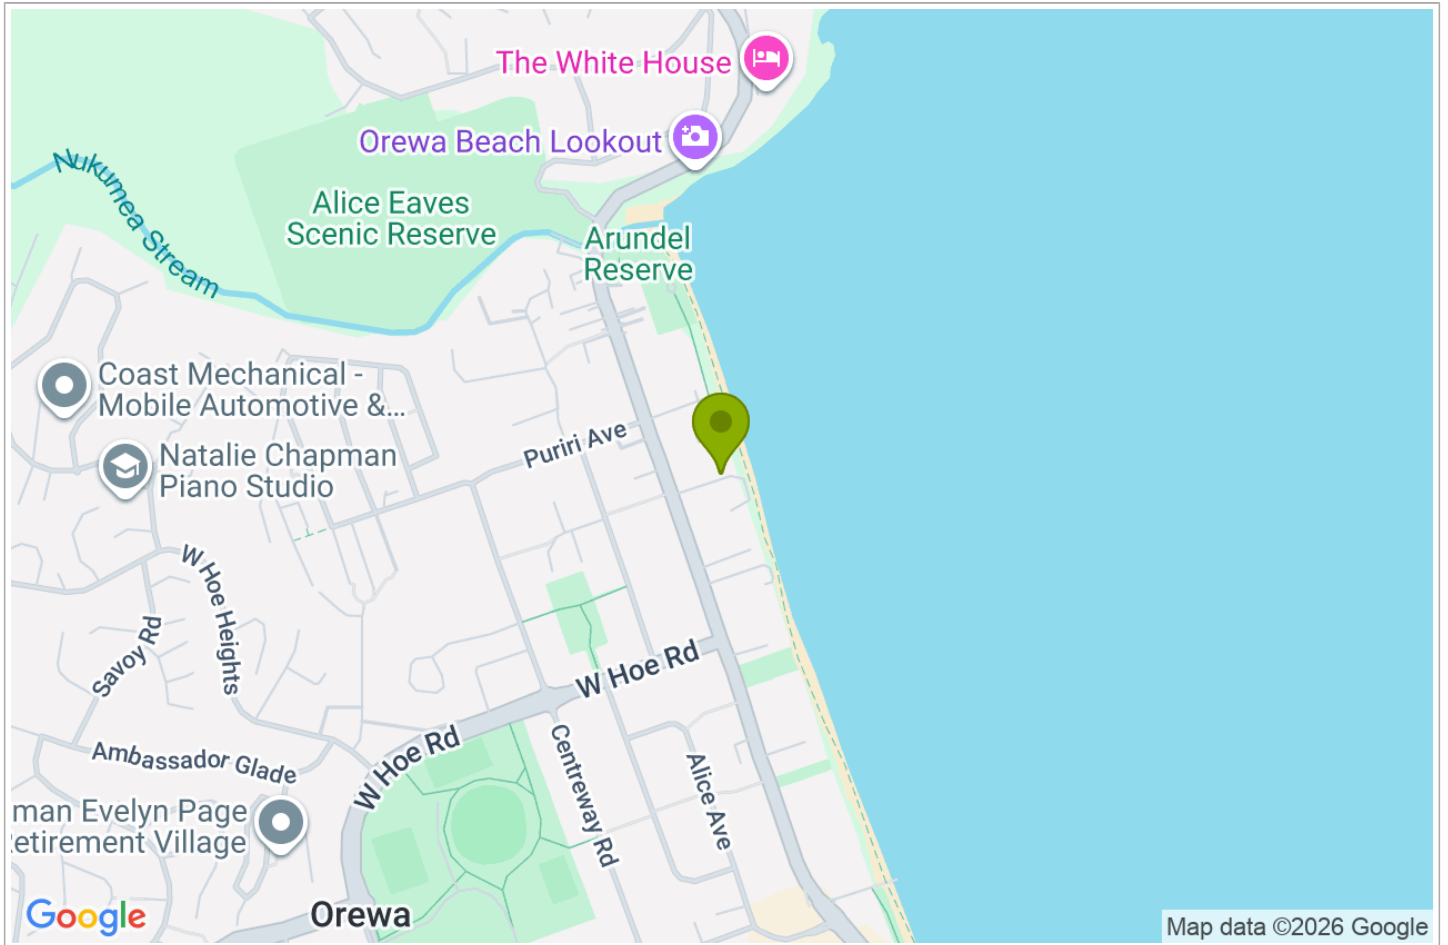 The White House
Orewa Beach Lookout
Nukumea Stream
Alice Eaves
Scenic Reserve
Arundel
Reserve
Coast Mechanical -
Mobile Automotive &...
Puriri Ave
Natalie Chapman
Piano Studio
W Hoe Heights
Savoy Rd
W Hoe Rd
W Hoe Rd
Ambassador Glade
Centreway Rd
Alice Ave
man Evelyn Page
Retirement Village
Google
Orewa
Map data ©2026 Google